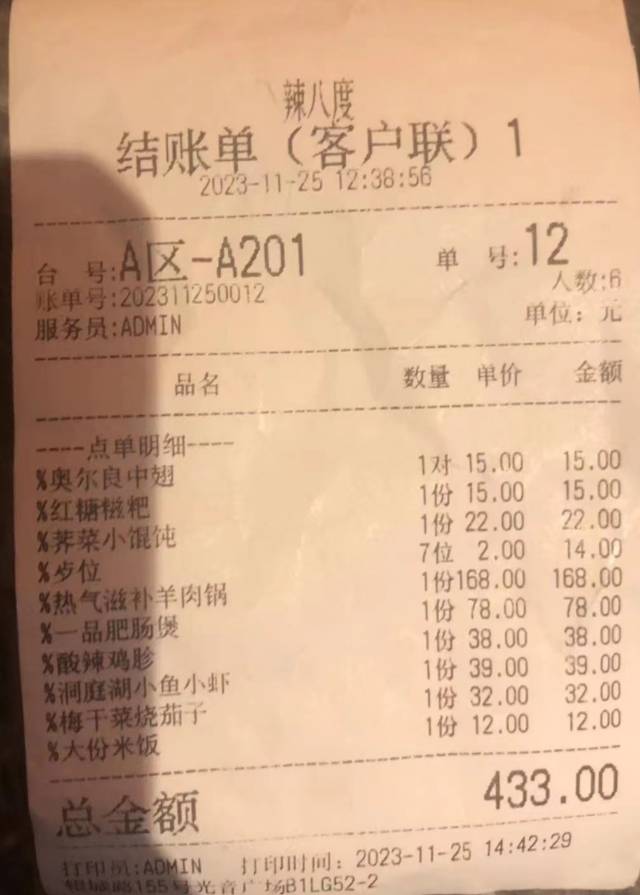 辣八度
结账单（客户联）1
2023-11-25 12:38:56
台 号:A区-A201 单 号:12
账单号:202311250012 人数:6
服务员:ADMIN 单位：元
品名 数量 单价 金额
----点单明细----
%奥尔良中翅 1对 15.00 15.00
%红糖糍粑 1份 15.00 15.00
%荠菜小馄饨 1份 22.00 22.00
%歺位 7位 2.00 14.00
%热气滋补羊肉锅 1份 168.00 168.00
%一品肥肠煲 1份 78.00 78.00
%酸辣鸡胗 1份 38.00 38.00
%洞庭湖小鱼小虾 1份 39.00 39.00
%梅干菜烧茄子 1份 32.00 32.00
%大份米饭 1份 12.00 12.00
总金额 433.00
打印员:ADMIN 打印时间：2023-11-25 14:42:29
银城路155号光音广场B1LG52-2